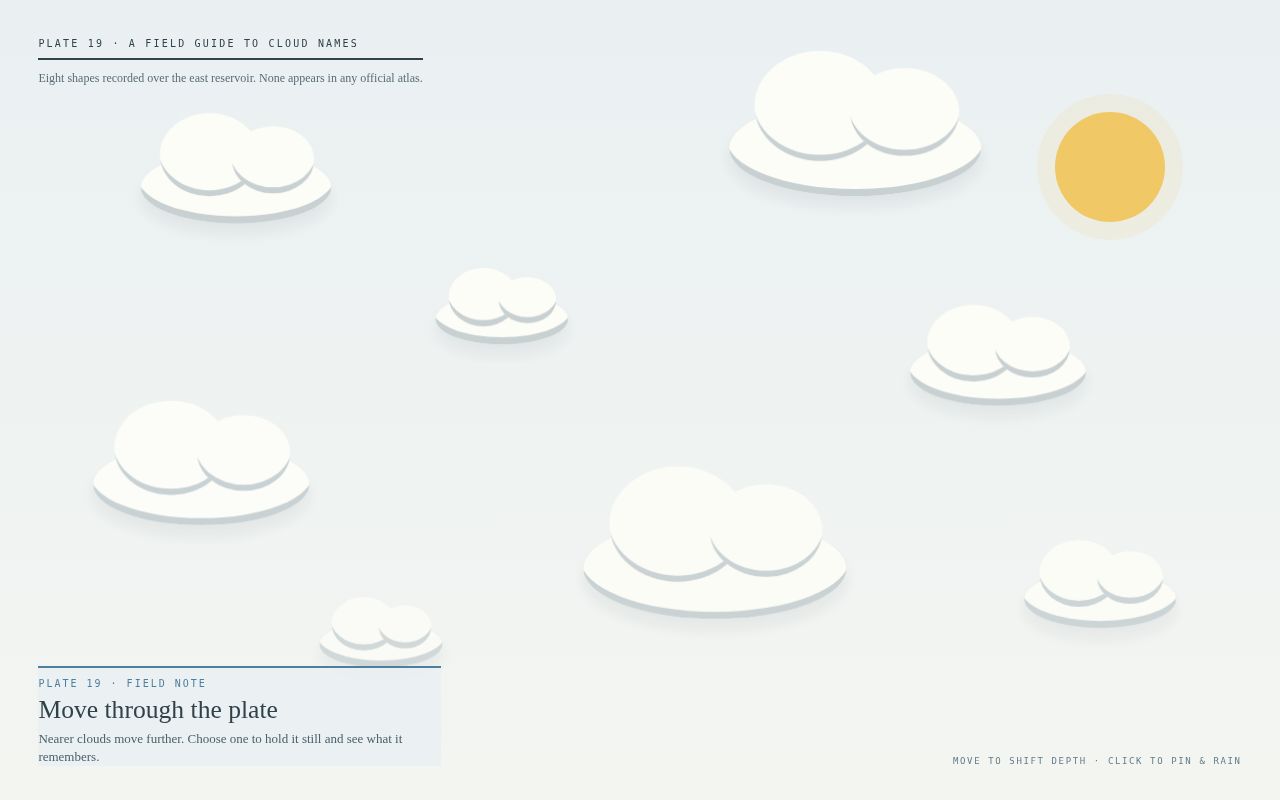 PLATE 19 · A FIELD GUIDE TO CLOUD NAMES
Eight shapes recorded over the east reservoir. None appears in any official atlas.
PLATE 19 · FIELD NOTE
Move through the plate
Nearer clouds move further. Choose one to hold it still and see what it
remembers.
MOVE TO SHIFT DEPTH · CLICK TO PIN & RAIN